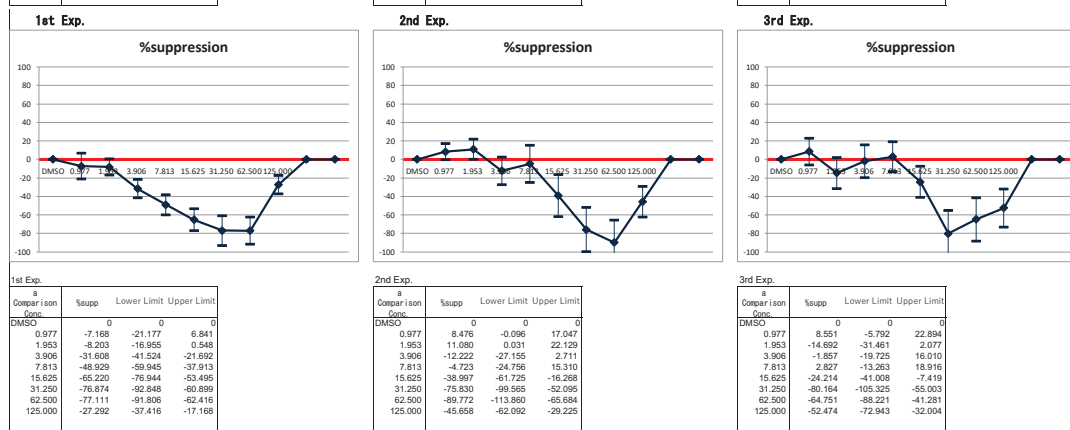 1st Exp.
%suppression
100
80
60
40
20
0
-20
-40
-60
-80
-100
DMSO 0.977 3.906 7.813 15.625 31.250 62.500 125.000
2nd Exp.
%suppression
100
80
60
40
20
0
-20
-40
-60
-80
-100
DMSO 0.977 1.953 15.625 31.250 62.500 125.000
3rd Exp.
%suppression
100
80
60
40
20
0
-20
-40
-60
-80
-100
DMSO 0.977 3.906 15.625 31.250 62.500 125.000
1st Exp.
a
Comparison
Conc.
%supp Lower Limit Upper Limit
DMSO 0 0 0
0.977 -7.168 -21.177 6.841
1.953 -8.203 -16.955 0.548
3.906 -31.608 -41.524 -21.692
7.813 -48.929 -59.945 -37.913
15.625 -65.220 -76.944 -53.495
31.250 -76.874 -92.848 -60.899
62.500 -77.111 -91.806 -62.416
125.000 -27.292 -37.416 -17.168
2nd Exp.
a
Comparison
Conc.
%supp Lower Limit Upper Limit
DMSO 0 0 0
0.977 8.476 -0.096 17.047
1.953 11.080 0.031 22.129
3.906 -12.222 -27.155 2.711
7.813 -4.723 -24.756 15.310
15.625 -38.997 -61.725 -16.268
31.250 -75.830 -99.565 -52.095
62.500 -89.772 -113.860 -65.684
125.000 -45.658 -62.092 -29.225
3rd Exp.
a
Comparison
Conc.
%supp Lower Limit Upper Limit
DMSO 0 0 0
0.977 8.551 -5.792 22.894
1.953 -14.692 -31.461 2.077
3.906 -1.857 -19.725 16.010
7.813 2.827 -13.263 18.916
15.625 -24.214 -41.008 -7.419
31.250 -80.164 -105.325 -55.003
62.500 -64.751 -88.221 -41.281
125.000 -52.474 -72.943 -32.004